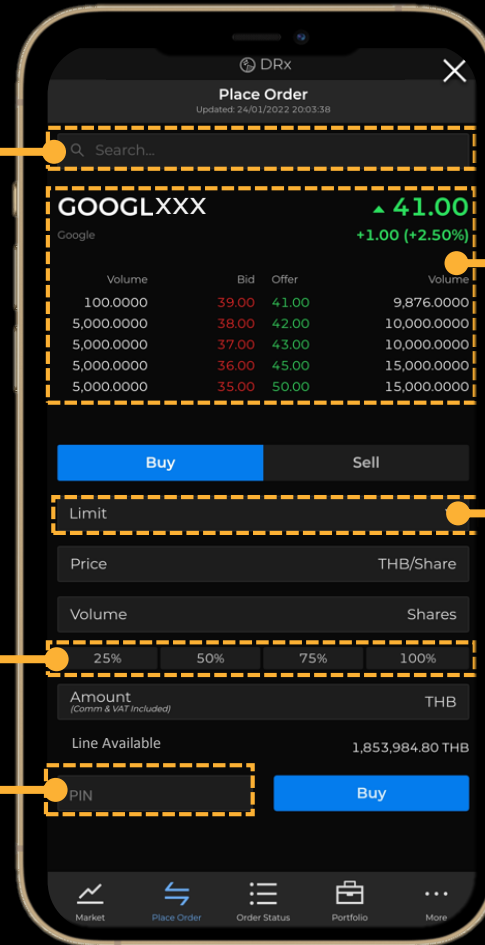 DRx
Place Order
Updated: 24/01/2022 20:03:38
Search...
GOOGLXXX 41.00
Google +1.00 (+2.50%)
Volume Bid Offer Volume
100.0000 39.00 41.00 9,876.0000
5,000.0000 38.00 42.00 10,000.0000
5,000.0000 37.00 43.00 10,000.0000
5,000.0000 36.00 45.00 15,000.0000
5,000.0000 35.00 50.00 15,000.0000
Buy Sell
Limit
Price THB/Share
Volume Shares
25% 50% 75% 100%
Amount THB
(Comm & VAT Included)
Line Available 1,853,984.80 THB
PIN Buy
Market Place Order Order Status Portfolio More